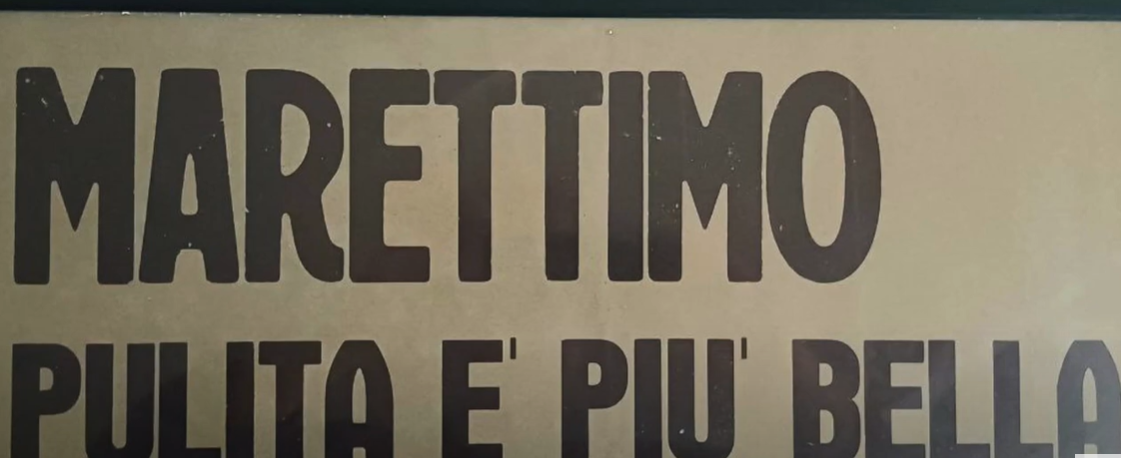 MARETTIMO
PULITA E' PIU' BELLA